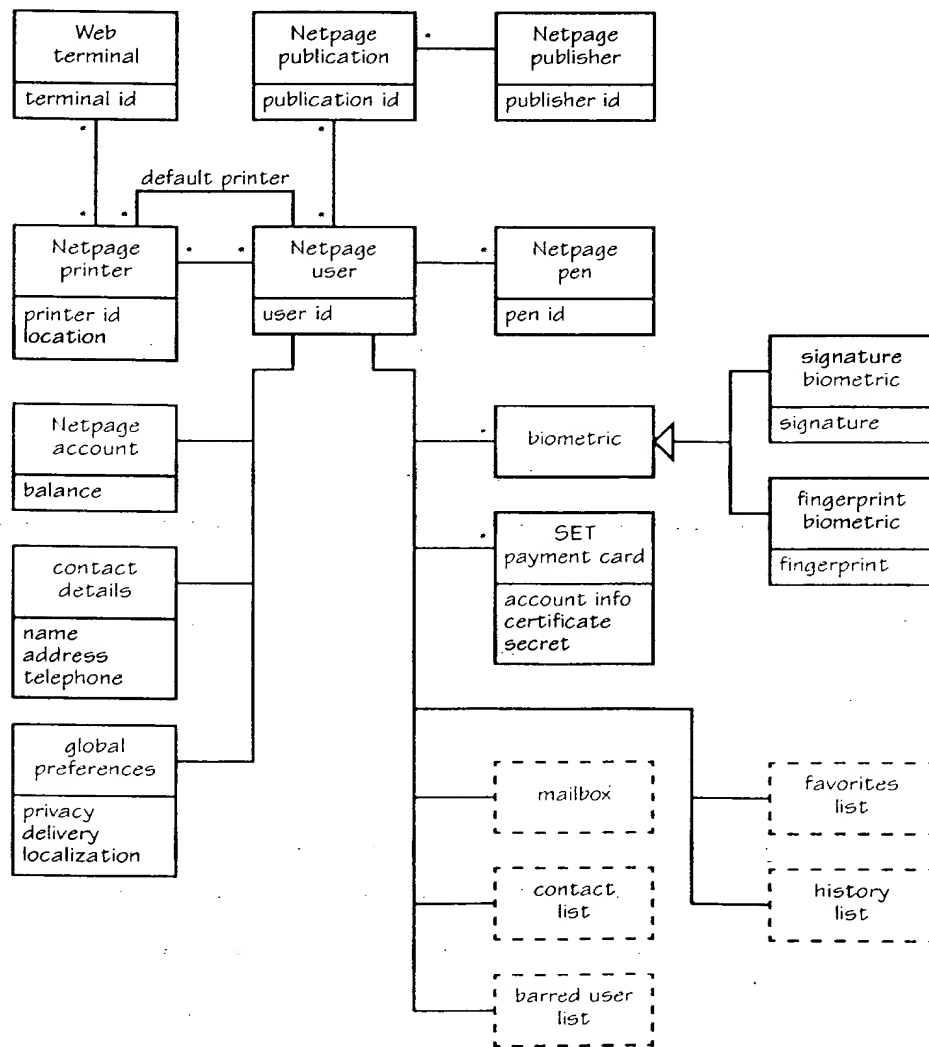 Web
terminal
terminal id
Netpage
publication
publication id
*
Netpage
publisher
publisher id
*
*
default printer
*
*
*
Netpage
printer
printer id
location
*
*
Netpage
user
user id
*
Netpage
pen
pen id
signature
biometric
signature
Netpage
account
balance
*
biometric
fingerprint
biometric
fingerprint
contact
details
name
address
telephone
*
SET
payment card
account info
certificate
secret
global
preferences
privacy
delivery
localization
mailbox
favorites
list
contact
list
history
list
barred user
list